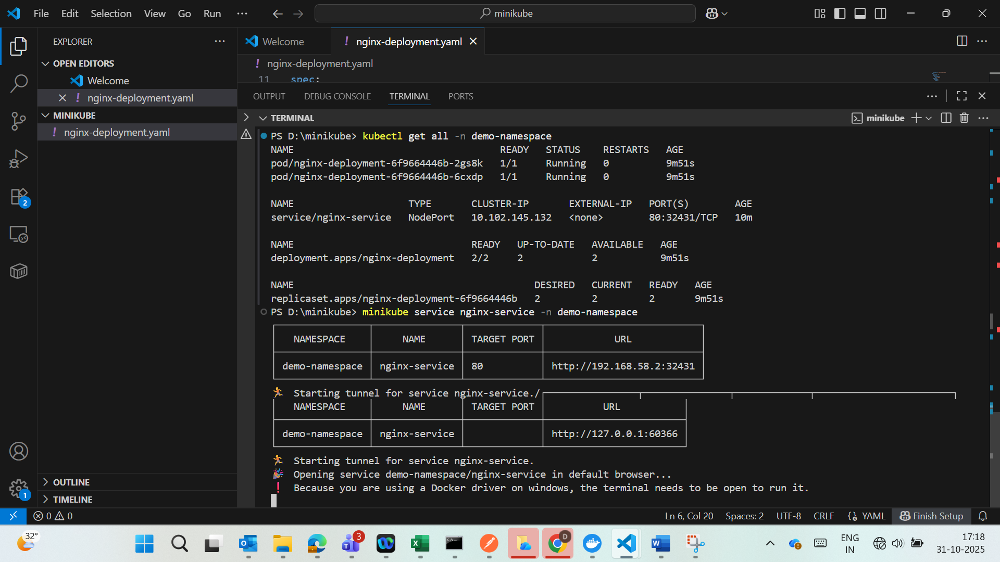 File Edit Selection View Go Run ... minikube
EXPLORER
OPEN EDITORS
Welcome
nginx-deployment.yaml
MINIKUBE
nginx-deployment.yaml
OUTLINE
TIMELINE
2
1
Welcome nginx-deployment.yaml
nginx-deployment.yaml
11 spec:
OUTPUT DEBUG CONSOLE TERMINAL PORTS
TERMINAL minikube
PS D:\minikube> kubectl get all -n demo-namespace
NAME READY STATUS RESTARTS AGE
pod/nginx-deployment-6f9664446b-2gs8k 1/1 Running 0 9m51s
pod/nginx-deployment-6f9664446b-6cxdp 1/1 Running 0 9m51s
NAME TYPE CLUSTER-IP EXTERNAL-IP PORT(S) AGE
service/nginx-service NodePort 10.102.145.132 <none> 80:32431/TCP 10m
NAME READY UP-TO-DATE AVAILABLE AGE
deployment.apps/nginx-deployment 2/2 2 2 9m51s
NAME DESIRED CURRENT READY AGE
replicaset.apps/nginx-deployment-6f9664446b 2 2 2 9m51s
PS D:\minikube> minikube service nginx-service -n demo-namespace
NAMESPACE NAME TARGET PORT URL
demo-namespace nginx-service 80 http://192.168.58.2:32431
🏃 Starting tunnel for service nginx-service./
NAMESPACE NAME TARGET PORT URL
demo-namespace nginx-service http://127.0.0.1:60366
🏃 Starting tunnel for service nginx-service.
🎉 Opening service demo-namespace/nginx-service in default browser...
❗ Because you are using a Docker driver on windows, the terminal needs to be open to run it.
0 0 Ln 6, Col 20 Spaces: 2 UTF-8 CRLF {} YAML Finish Setup
32° 3 D ENG
IN
17:18
31-10-2025